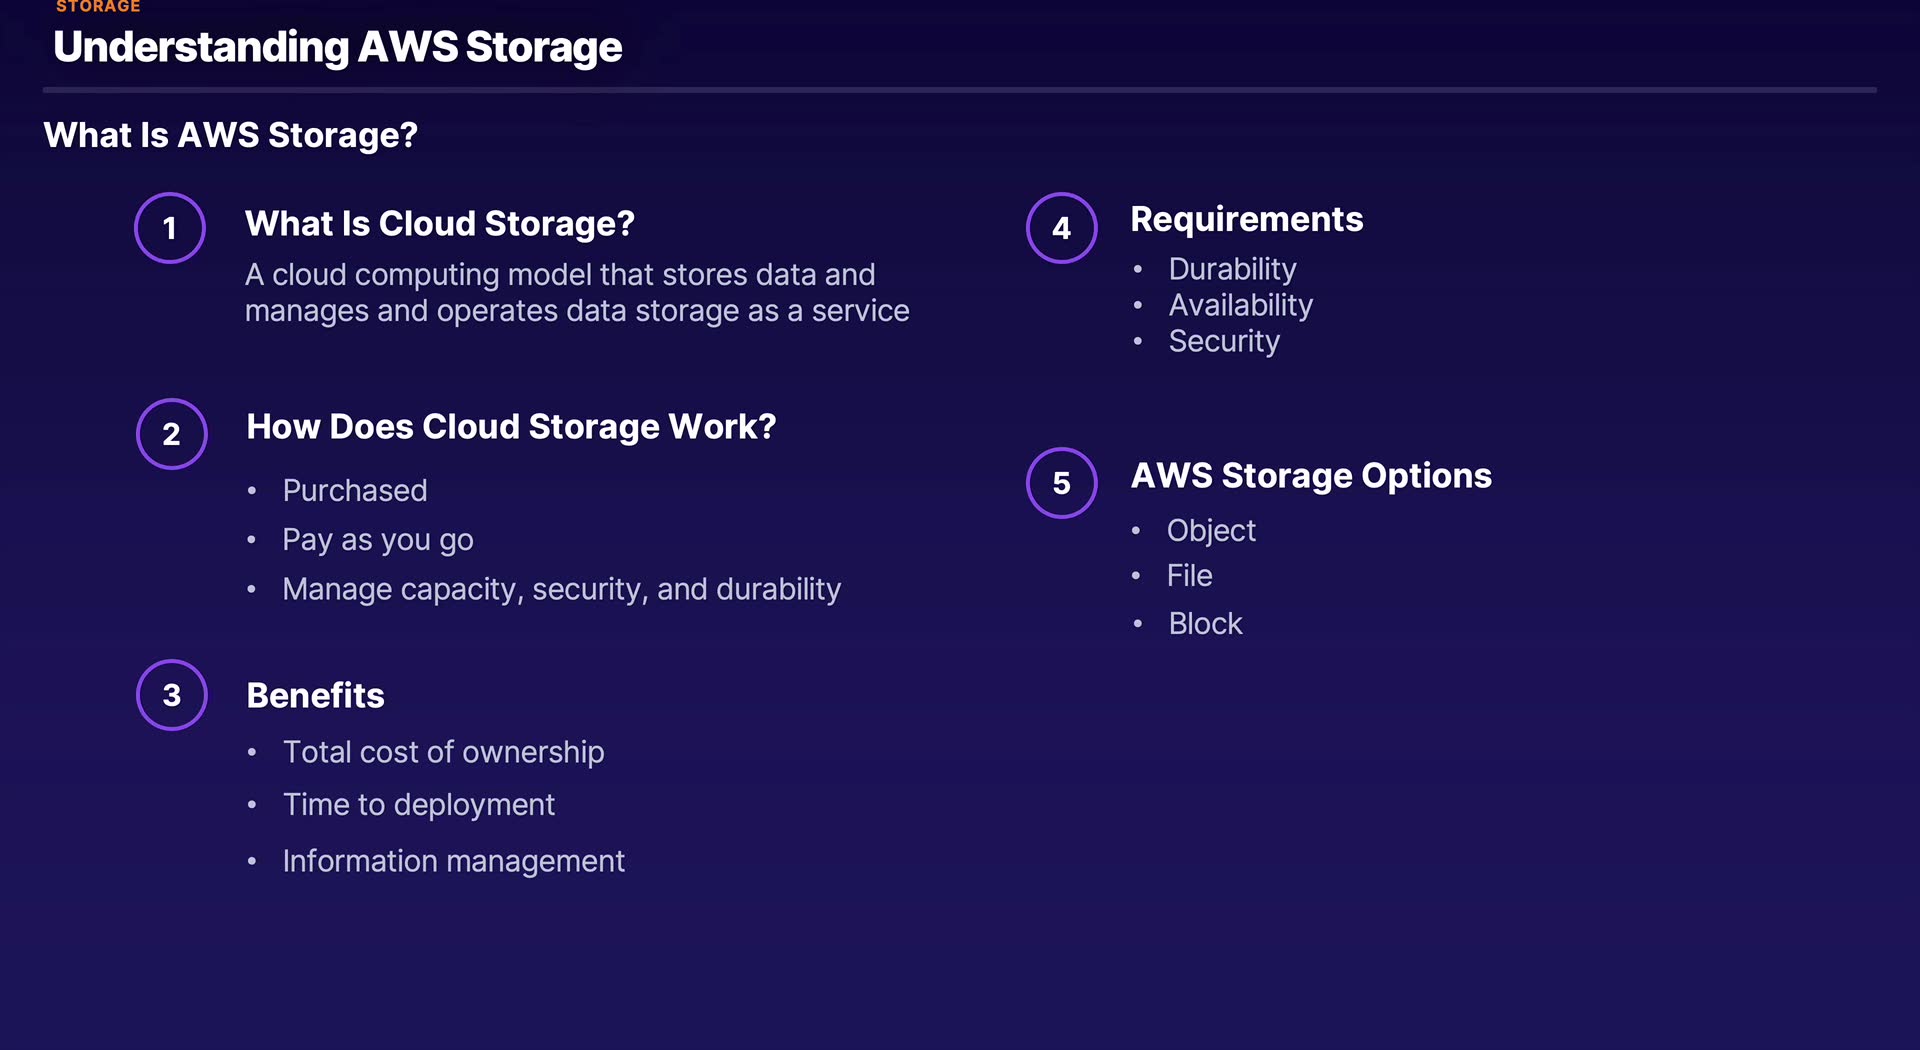 STORAGE
Understanding AWS Storage
What Is AWS Storage?
1
What Is Cloud Storage?
A cloud computing model that stores data and
manages and operates data storage as a service
2
How Does Cloud Storage Work?
• Purchased
• Pay as you go
• Manage capacity, security, and durability
3
Benefits
• Total cost of ownership
• Time to deployment
• Information management
4
Requirements
• Durability
• Availability
• Security
5
AWS Storage Options
• Object
• File
• Block